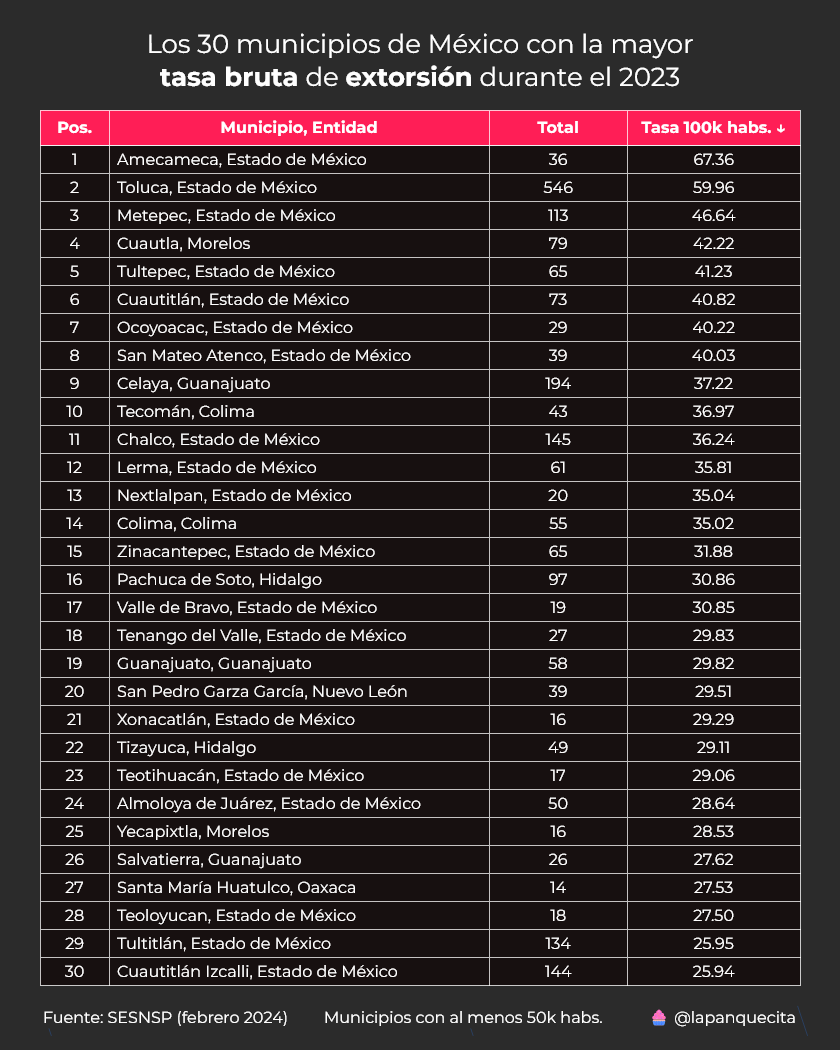 Los 30 municipios de México con la mayor
tasa bruta de extorsión durante el 2023
Pos. Municipio, Entidad Total Tasa 100k habs. ↓
1 Amecameca, Estado de México 36 67.36
2 Toluca, Estado de México 546 59.96
3 Metepec, Estado de México 113 46.64
4 Cuautla, Morelos 79 42.22
5 Tultepec, Estado de México 65 41.23
6 Cuautitlán, Estado de México 73 40.82
7 Ocoyoacac, Estado de México 29 40.22
8 San Mateo Atenco, Estado de México 39 40.03
9 Celaya, Guanajuato 194 37.22
10 Tecomán, Colima 43 36.97
11 Chalco, Estado de México 145 36.24
12 Lerma, Estado de México 61 35.81
13 Nextlalpan, Estado de México 20 35.04
14 Colima, Colima 55 35.02
15 Zinacantepec, Estado de México 65 31.88
16 Pachuca de Soto, Hidalgo 97 30.86
17 Valle de Bravo, Estado de México 19 30.85
18 Tenango del Valle, Estado de México 27 29.83
19 Guanajuato, Guanajuato 58 29.82
20 San Pedro Garza García, Nuevo León 39 29.51
21 Xonacatlán, Estado de México 16 29.29
22 Tizayuca, Hidalgo 49 29.11
23 Teotihuacán, Estado de México 17 29.06
24 Almoloya de Juárez, Estado de México 50 28.64
25 Yecapixtla, Morelos 16 28.53
26 Salvatierra, Guanajuato 26 27.62
27 Santa María Huatulco, Oaxaca 14 27.53
28 Teoloyucan, Estado de México 18 27.50
29 Tultitlán, Estado de México 134 25.95
30 Cuautitlán Izcalli, Estado de México 144 25.94
Fuente: SESNSP (febrero 2024) Municipios con al menos 50k habs. 🧁 @lapanquecita